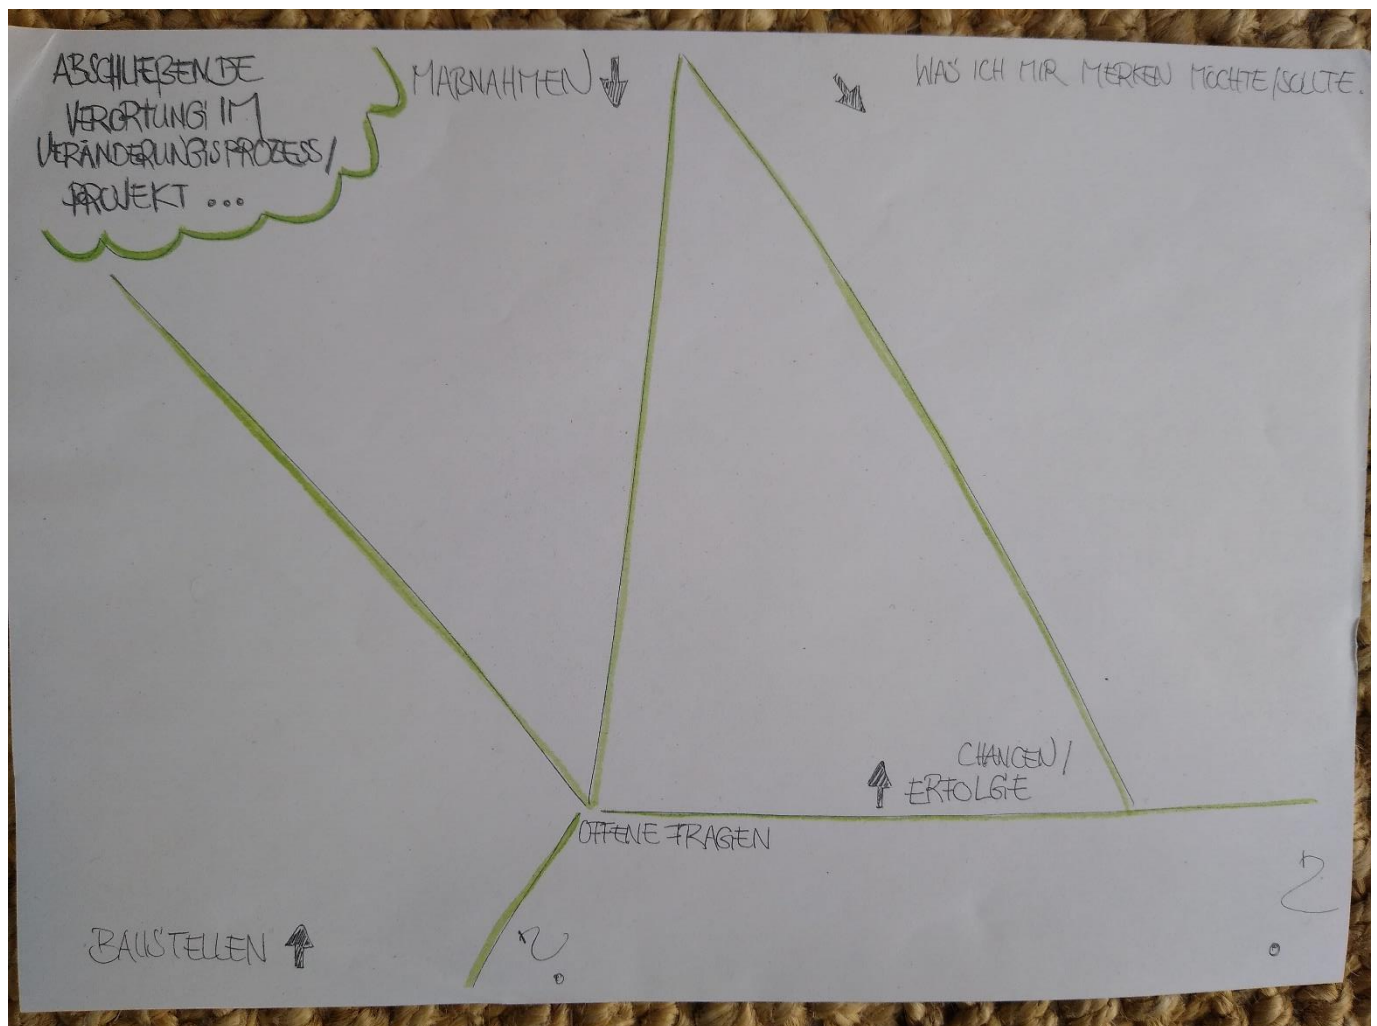 ABSCHLIEßENDE
VERORTUNG IM
VERÄNDERUNGSPROZESS/
PROJEKT ...
MAßNAHMEN
WAS ICH MIR MERKEN MÖCHTE/SOLLTE.
CHANCEN/
ERFOLGE
OFFENE FRAGEN
BAUSTELLEN
? ?